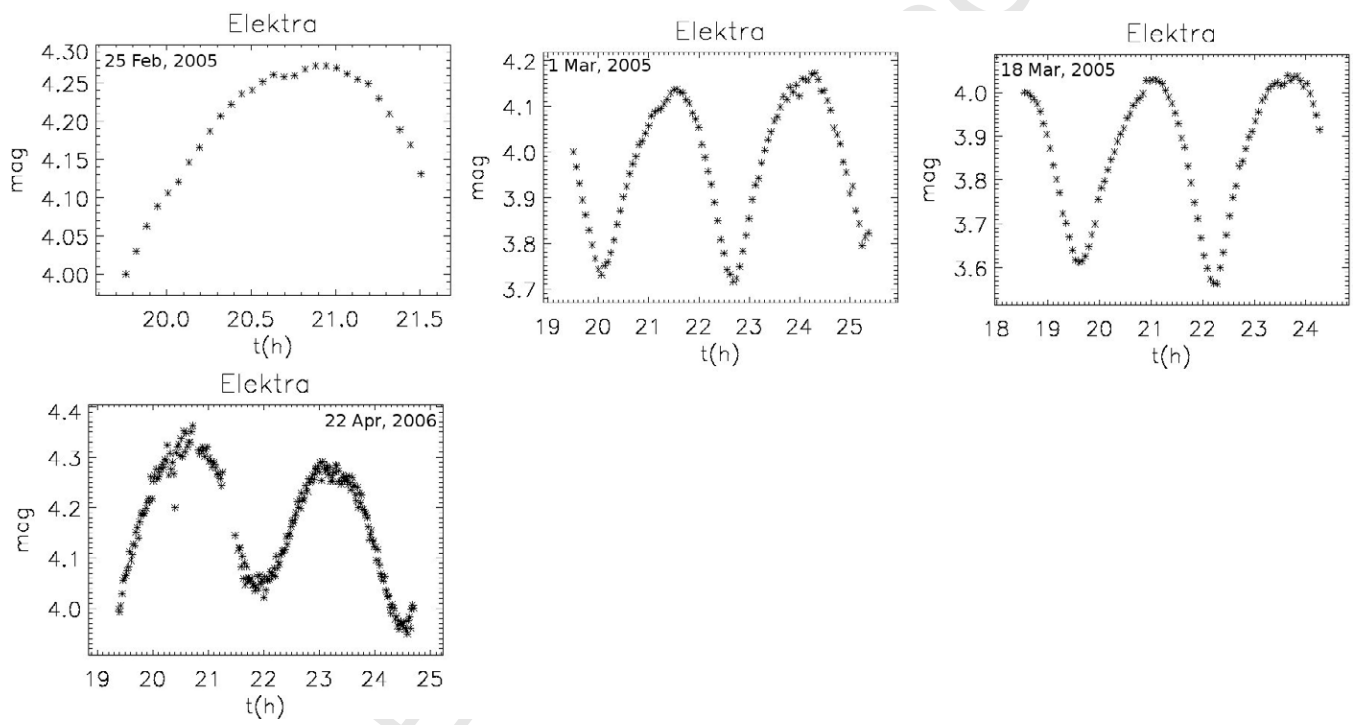 Elektra
25 Feb, 2005
4.30
4.25
4.20
4.15
4.10
4.05
4.00
mag
20.0 20.5 21.0 21.5
t(h)
Elektra
1 Mar, 2005
4.2
4.1
4.0
3.9
3.8
3.7
mag
19 20 21 22 23 24 25
t(h)
Elektra
18 Mar, 2005
4.0
3.9
3.8
3.7
3.6
mag
18 19 20 21 22 23 24
t(h)
Elektra
22 Apr, 2006
4.4
4.3
4.2
4.1
4.0
mag
19 20 21 22 23 24 25
t(h)